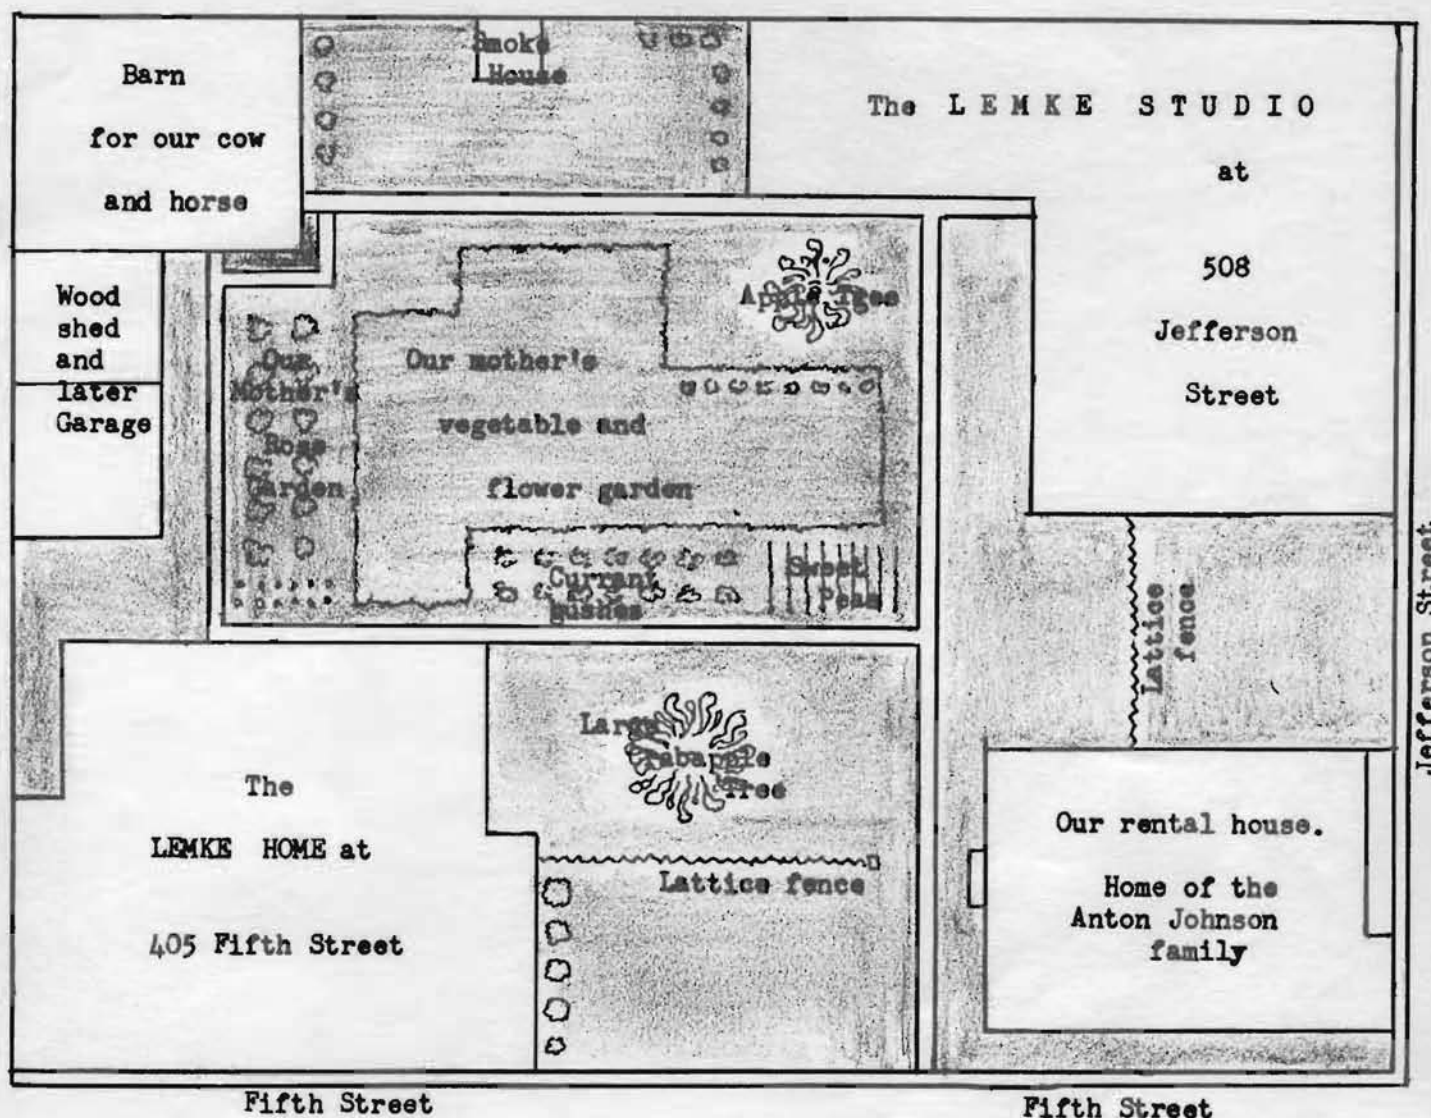 Barn
for our cow
and horse
Smoke
House
The L E M K E   S T U D I O
at
508
Jefferson
Street
Wood
shed
and
later
Garage
Our
Mother's
Rose
Garden
Our mother's
vegetable and
flower garden
Apple Tree
Currant
bushes
Sweet
Peas
Lattice
fence
Jefferson Street
The
LEMKE HOME at
405 Fifth Street
Large
Crabapple
Tree
Lattice fence
Our rental house.
Home of the
Anton Johnson
family
Fifth Street
Fifth Street